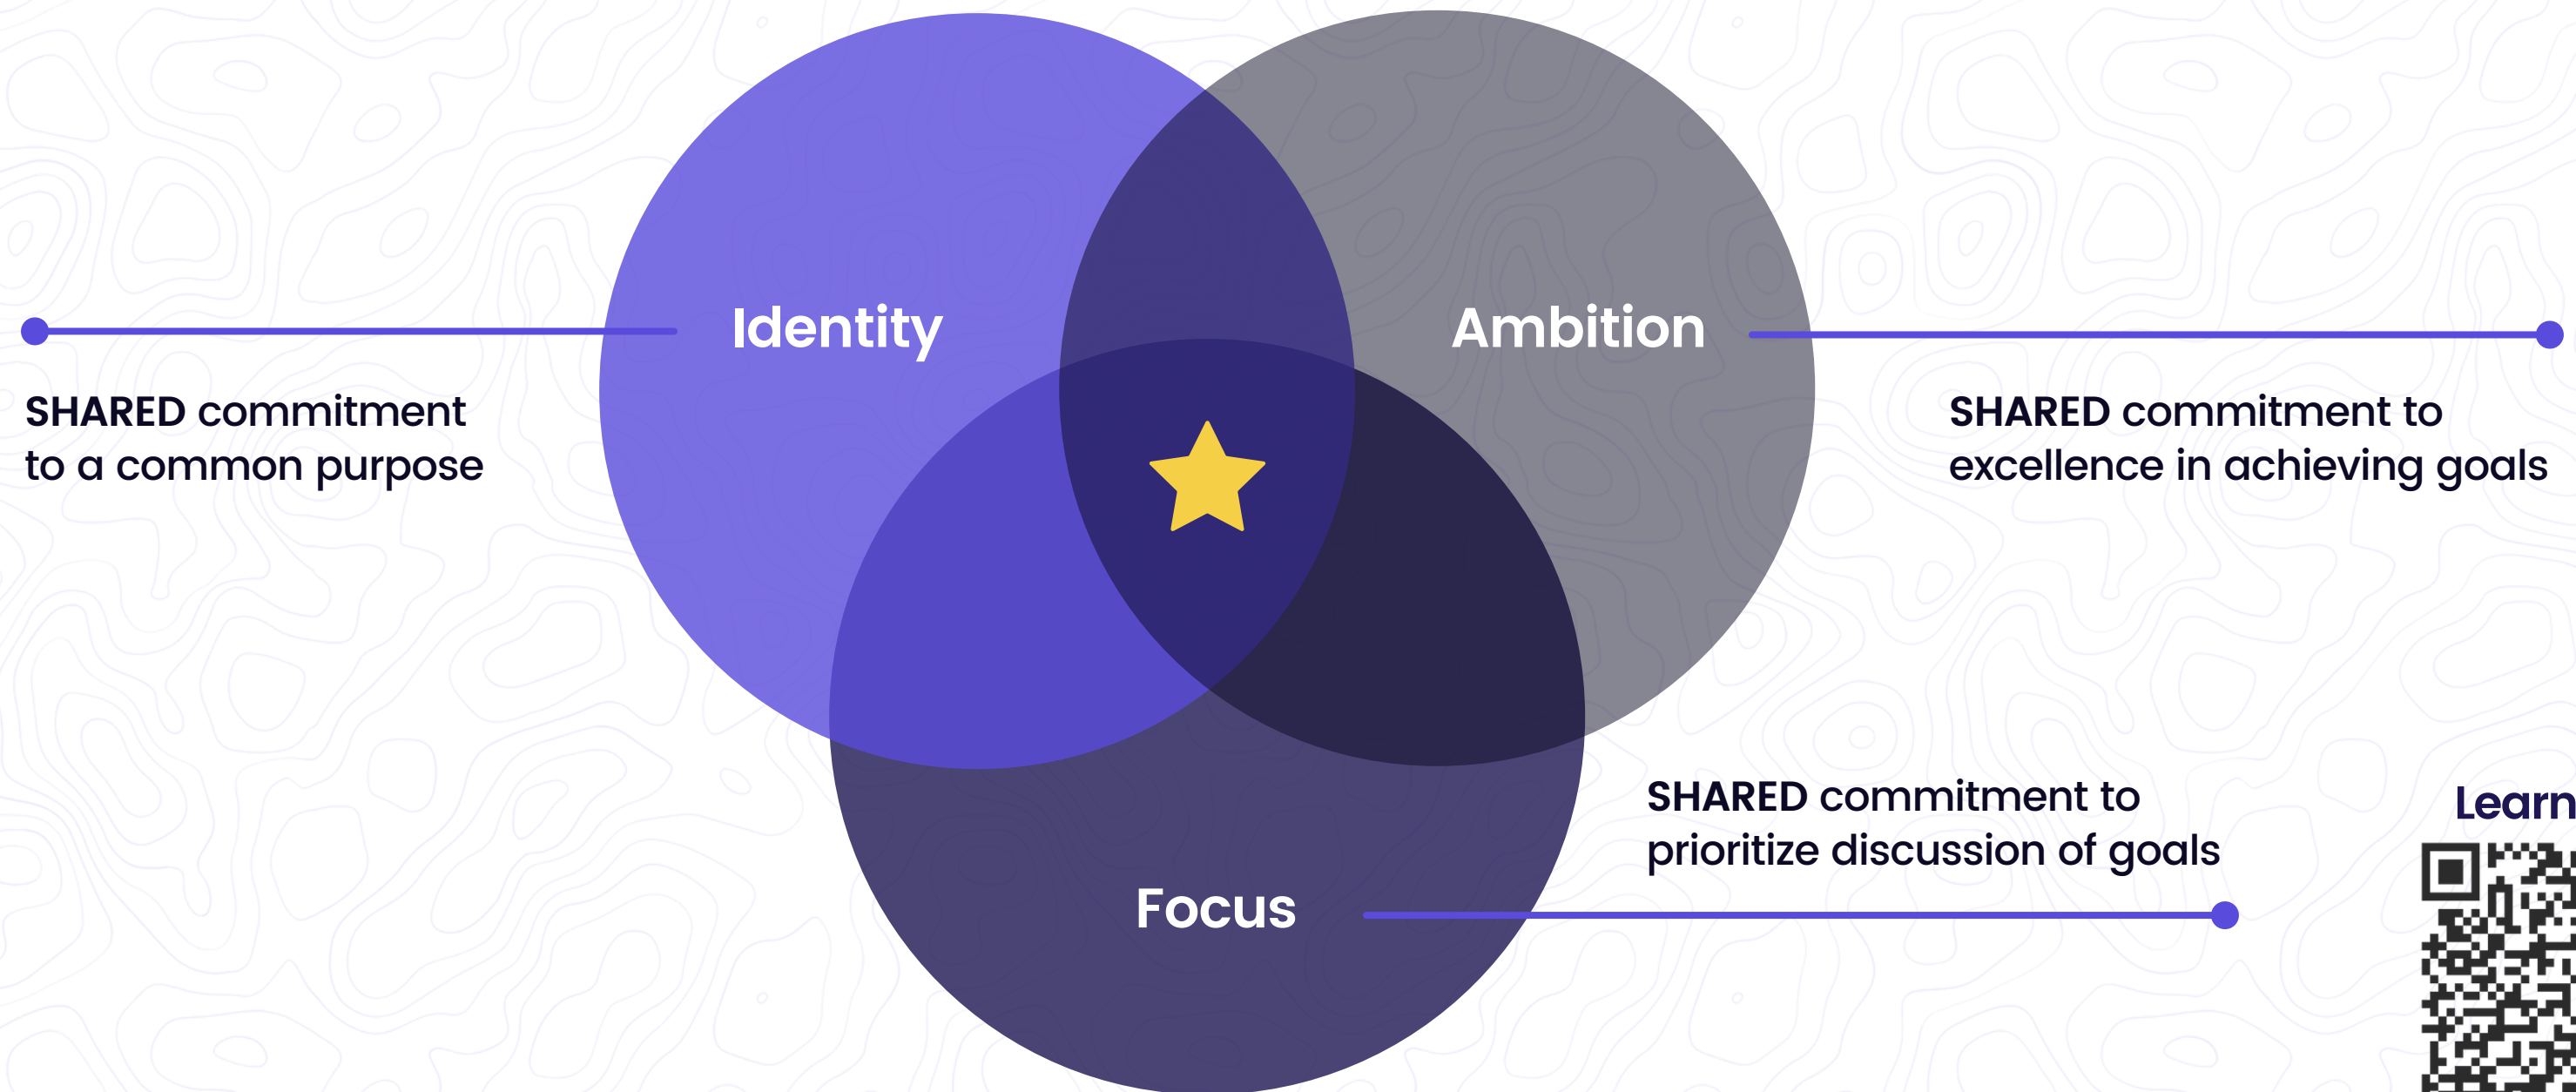 Identity
SHARED commitment
to a common purpose
Ambition
SHARED commitment to
excellence in achieving goals
Focus
SHARED commitment to
prioritize discussion of goals
Learn